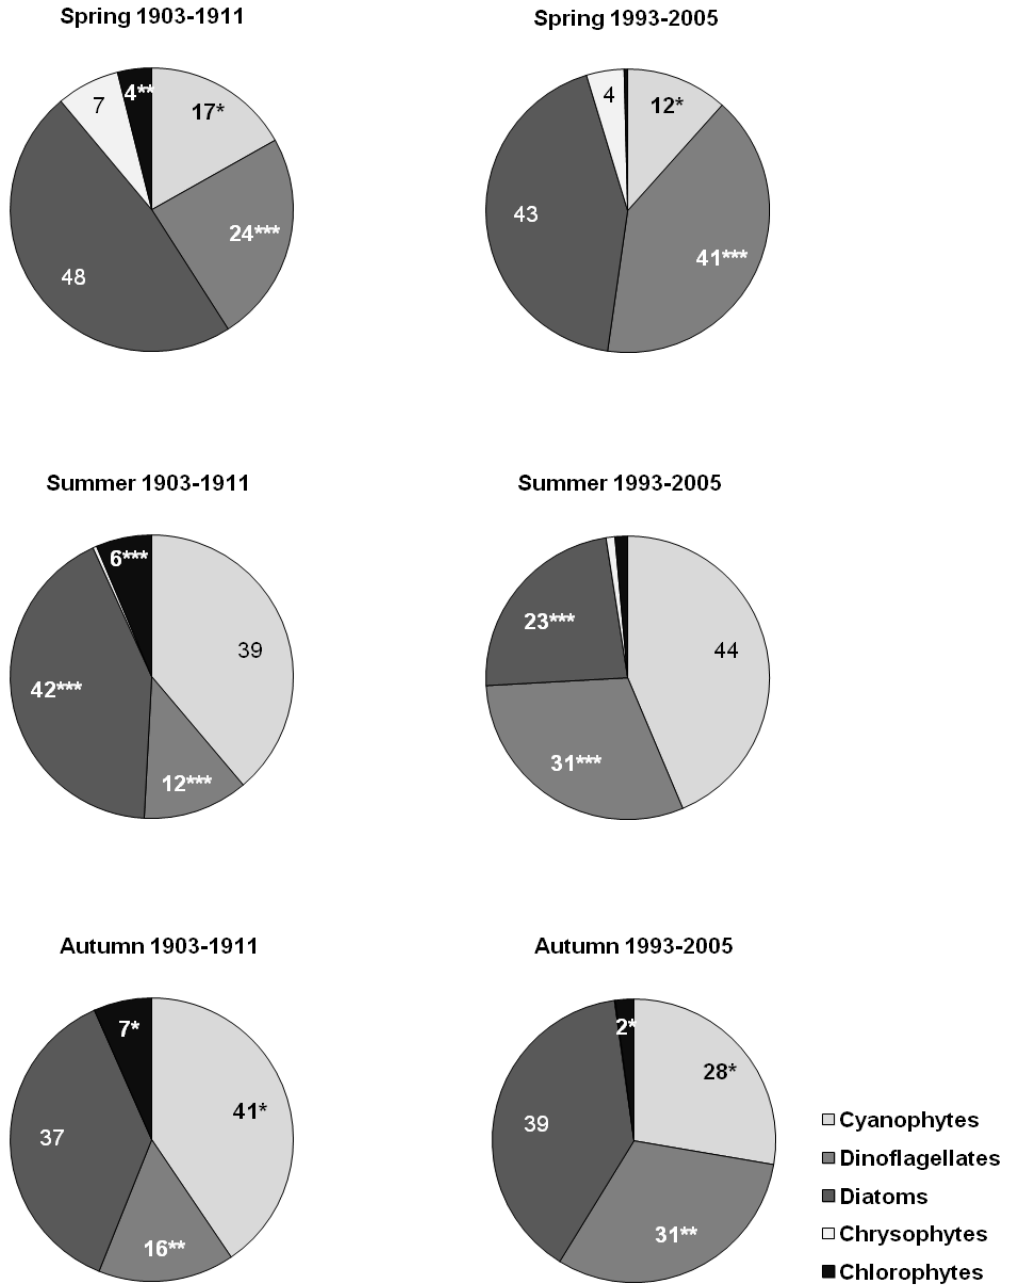 Spring 1903-1911
Spring 1993-2005
4**
7
17*
24***
48
4
12*
43
41***
Summer 1903-1911
Summer 1993-2005
6***
39
42***
12***
23***
44
31***
Autumn 1903-1911
Autumn 1993-2005
7*
41*
37
16**
2*
28*
39
31**
Cyanophytes
Dinoflagellates
Diatoms
Chrysophytes
Chlorophytes